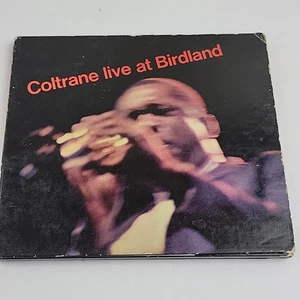 Coltrane live at Birdland